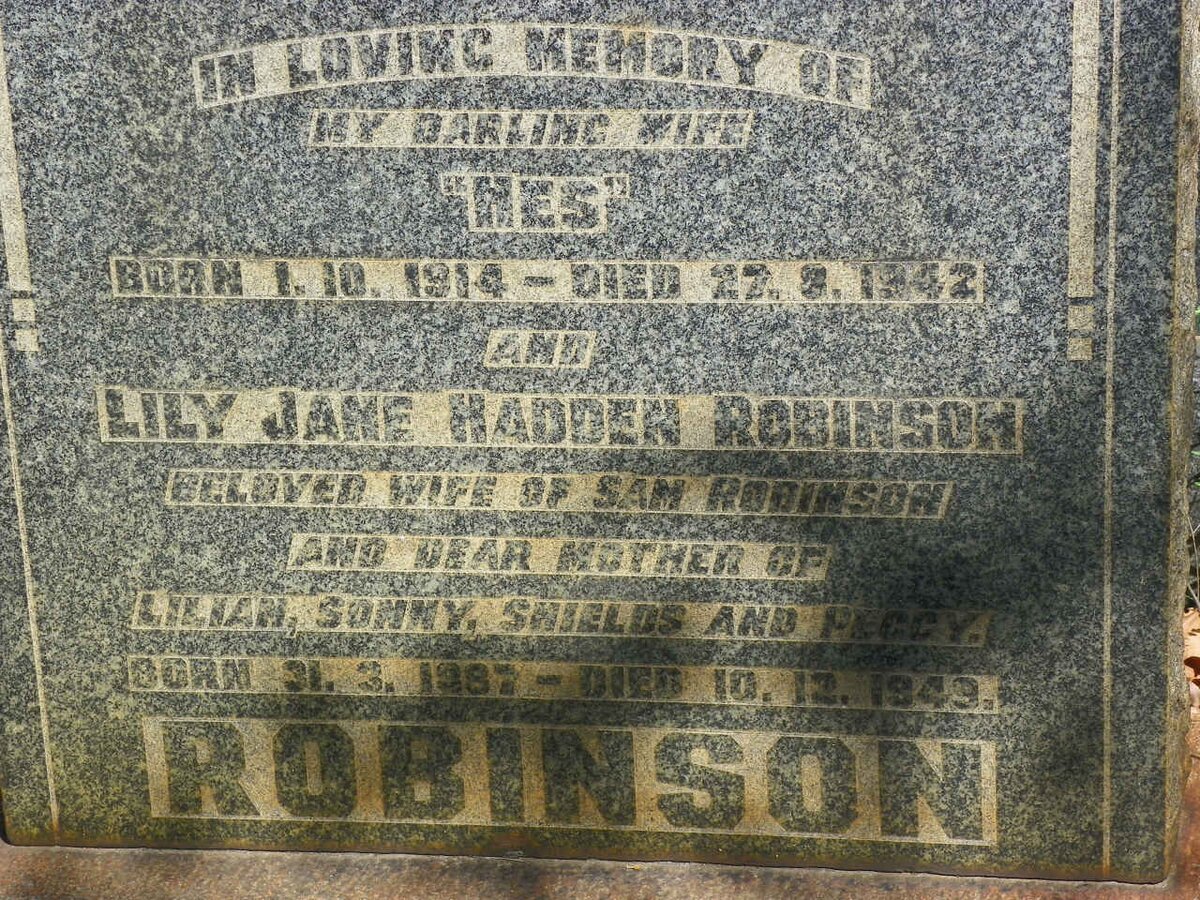 IN LOVING MEMORY OF
MY DARLING WIFE
"NES"
BORN 1. 10. 1914 – DIED 27. 9. 1942
AND
LILY JANE HADDEN ROBINSON
BELOVED WIFE OF SAM ROBINSON
AND DEAR MOTHER OF
LILIAN, SONNY, SHIELDS AND PEGGY.
BORN 31. 3. 1887 – DIED 10. 12. 1949.
ROBINSON